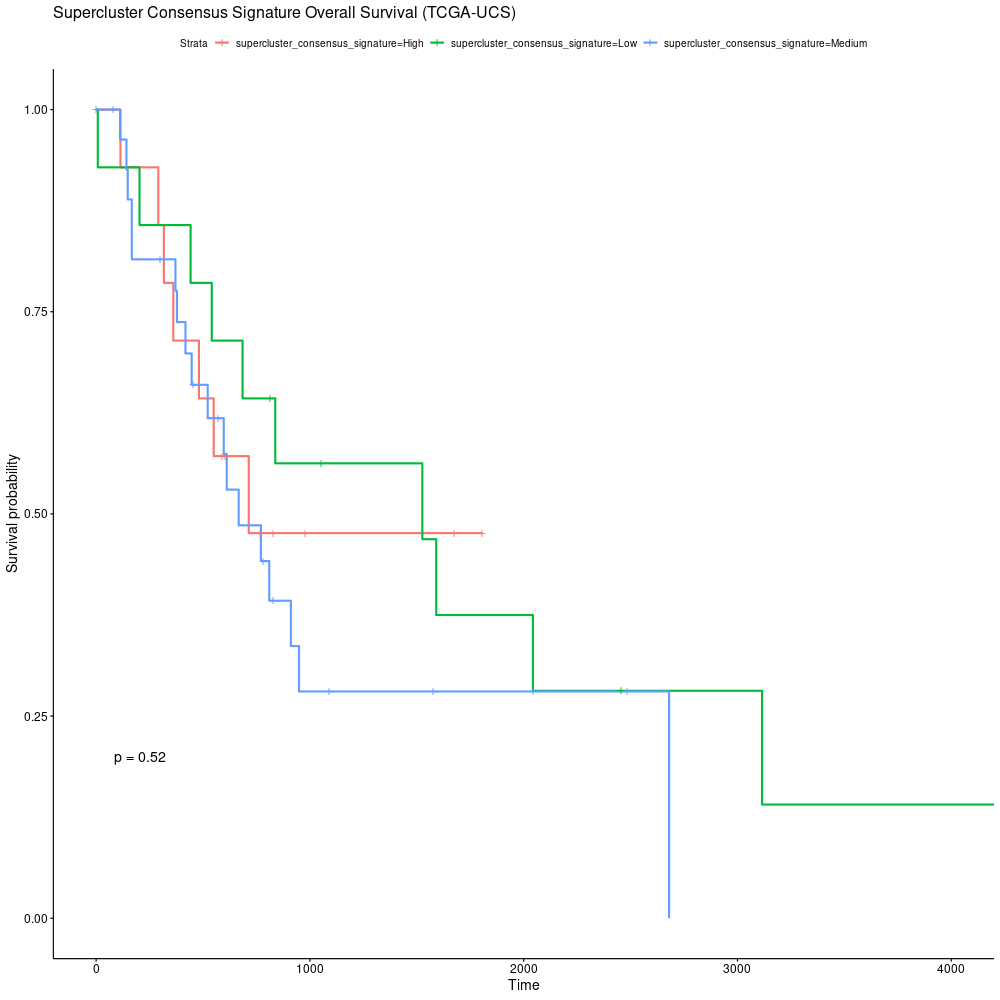 Supercluster Consensus Signature Overall Survival (TCGA-UCS)
Strata supercluster_consensus_signature=High supercluster_consensus_signature=Low supercluster_consensus_signature=Medium
Survival probability
1.00
0.75
0.50
0.25
0.00
p = 0.52
0 1000 2000 3000 4000
Time